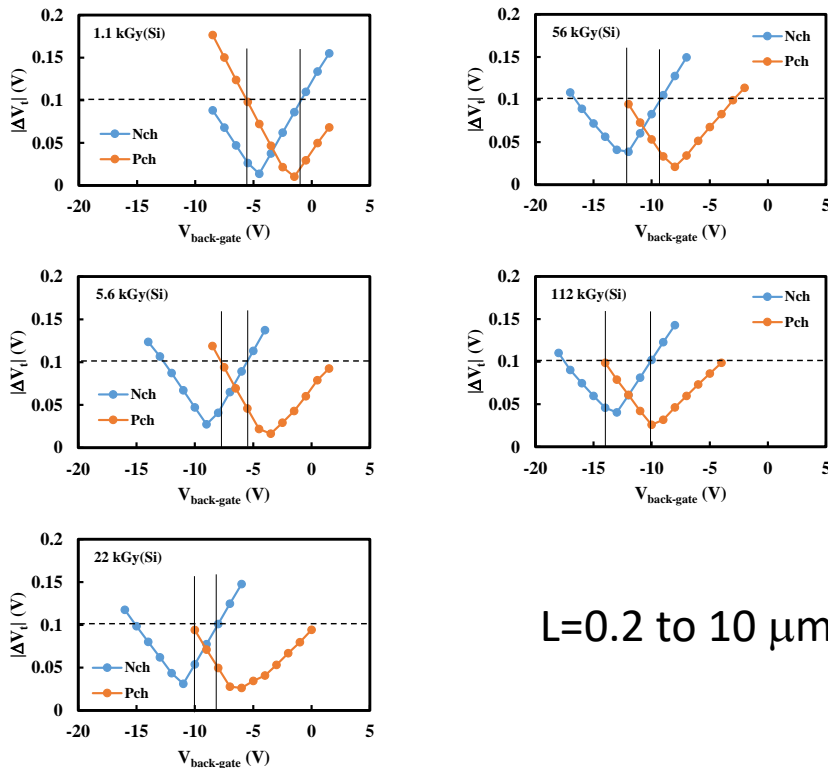 1.1 kGy(Si)
|ΔVt| (V)
0.2
0.15
0.1
0.05
0
Nch
Pch
-20 -15 -10 -5 0 5
Vback-gate (V)
56 kGy(Si)
Nch
Pch
|ΔVt| (V)
0.2
0.15
0.1
0.05
0
-20 -15 -10 -5 0 5
Vback-gate (V)
5.6 kGy(Si)
|ΔVt| (V)
0.2
0.15
0.1
0.05
0
Nch
Pch
-20 -15 -10 -5 0 5
Vback-gate (V)
112 kGy(Si)
Nch
Pch
|ΔVt| (V)
0.2
0.15
0.1
0.05
0
-20 -15 -10 -5 0 5
Vback-gate (V)
22 kGy(Si)
|ΔVt| (V)
0.2
0.15
0.1
0.05
0
Nch
Pch
-20 -15 -10 -5 0 5
Vback-gate (V)
L=0.2 to 10 μm